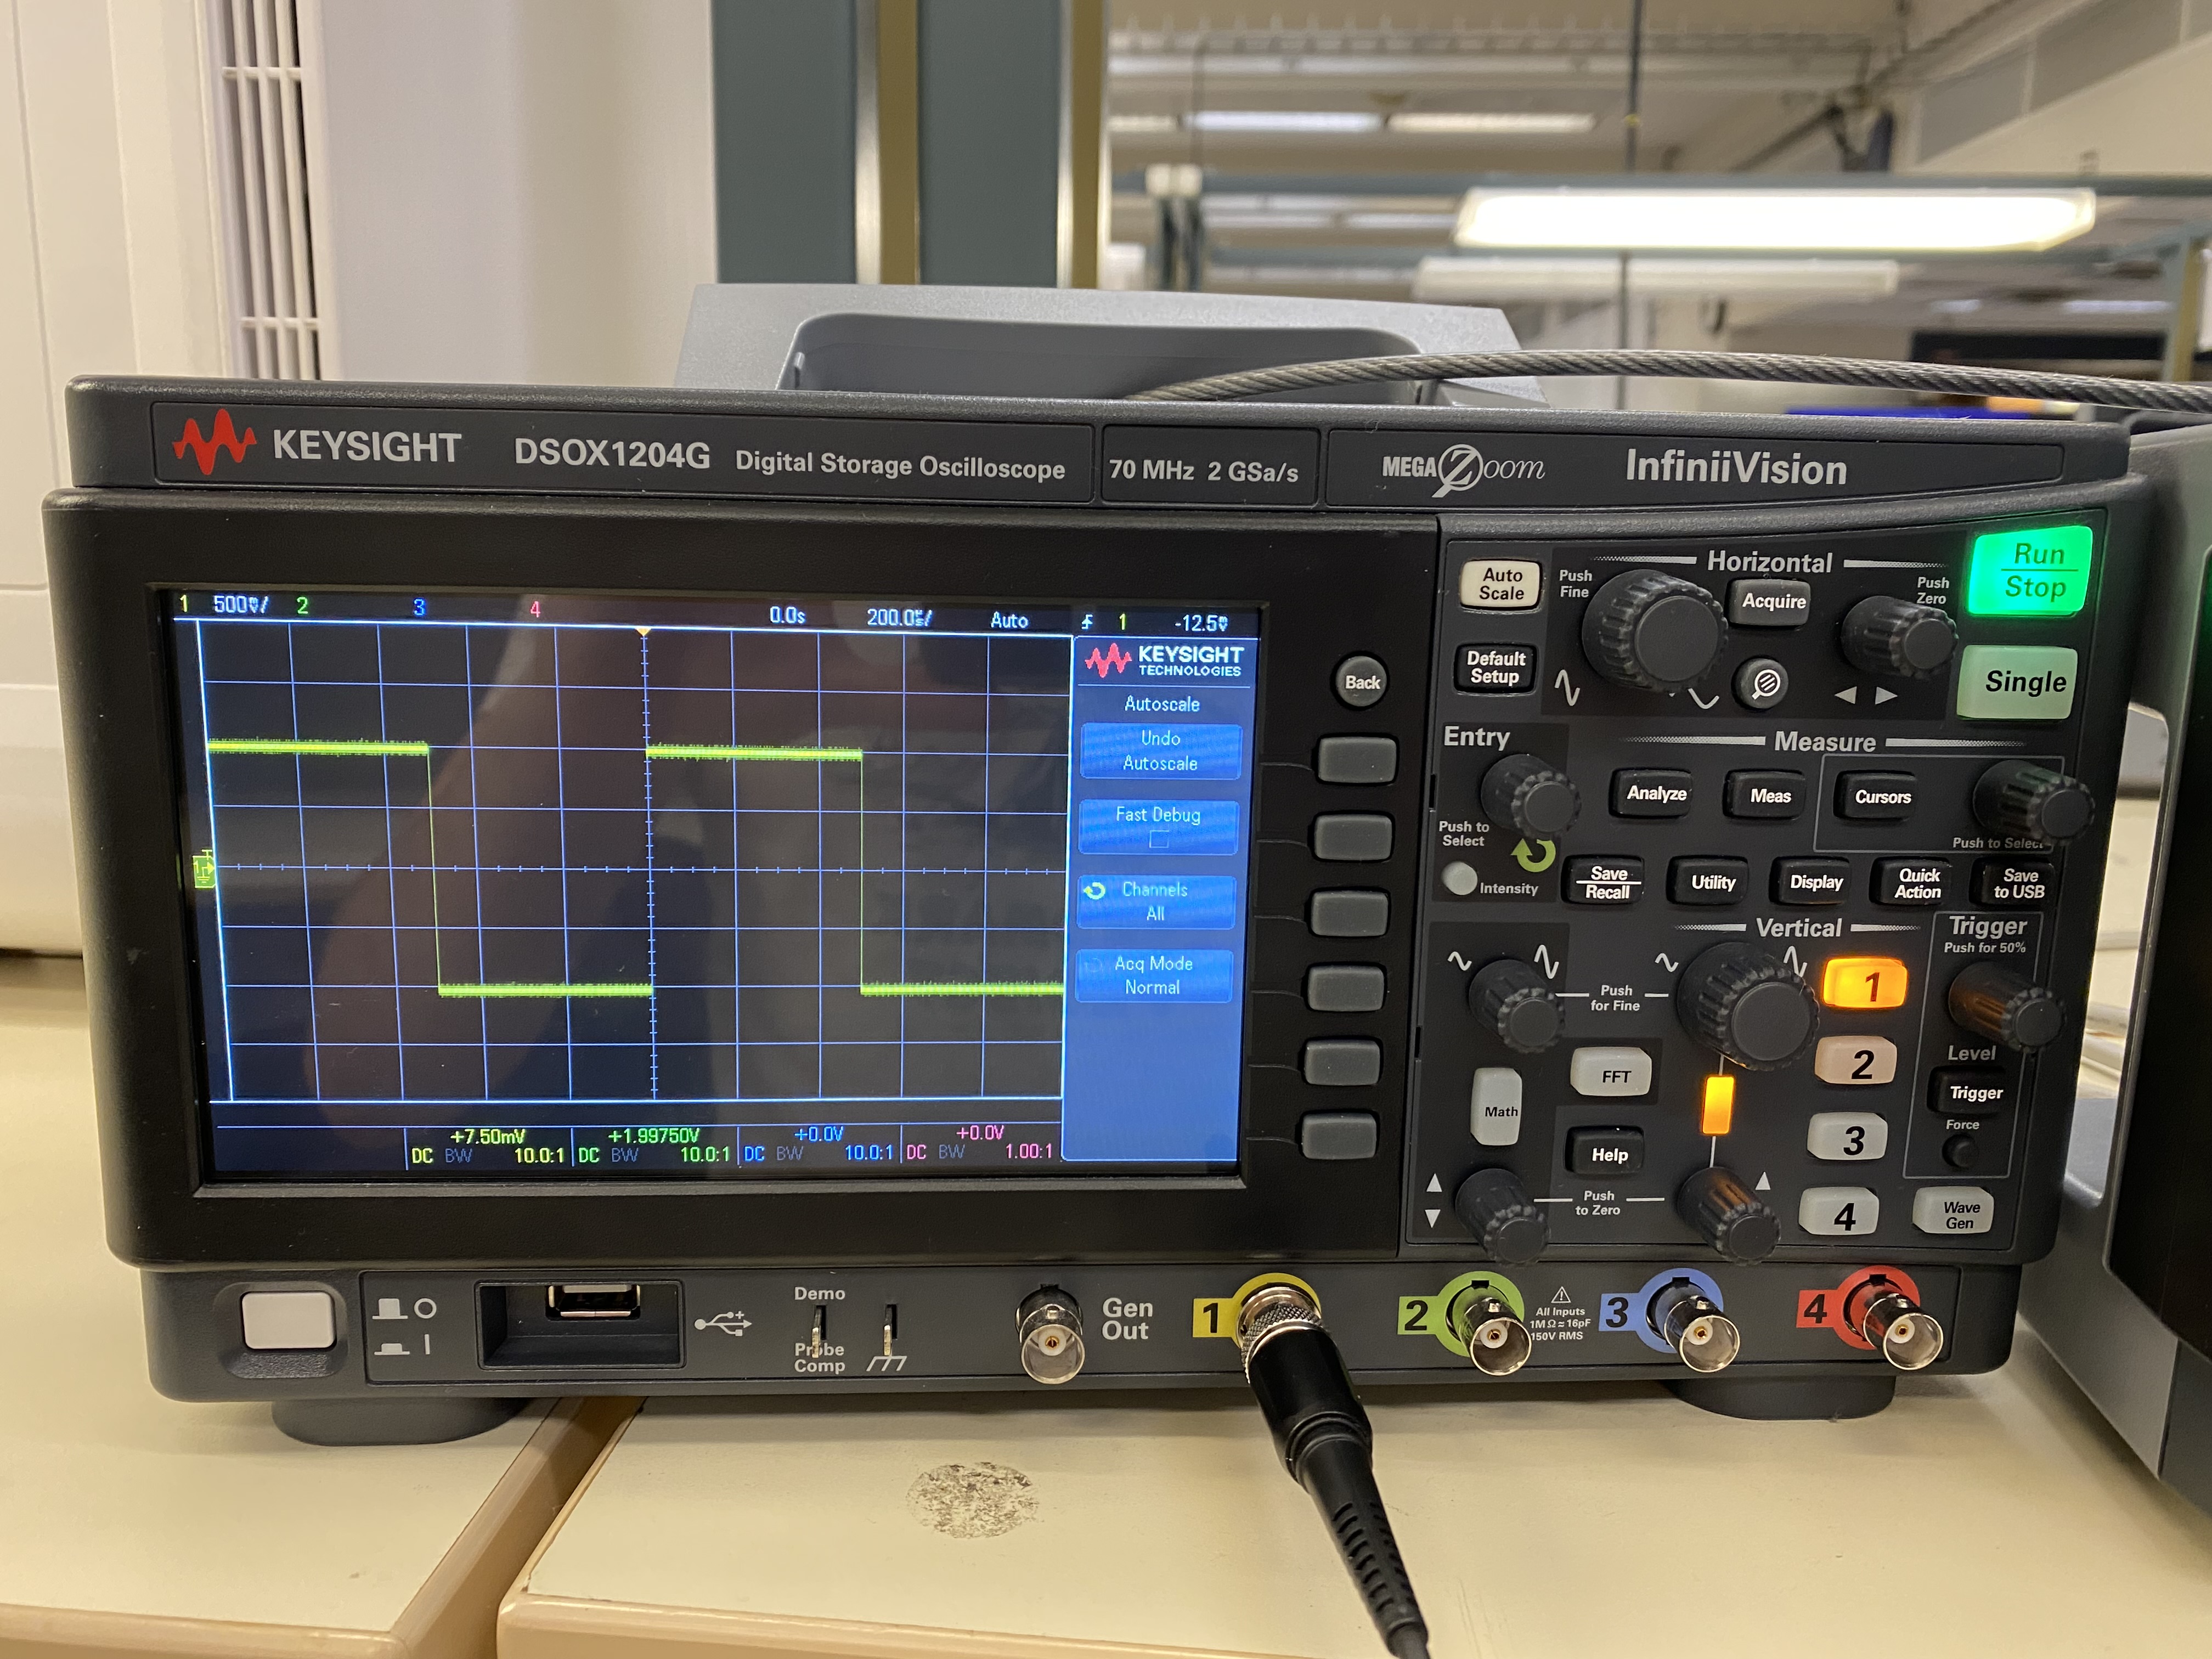 KEYSIGHT DSOX1204G Digital Storage Oscilloscope 70 MHz 2 GSa/s MEGA Zoom InfiniiVision
1 500mV/ 2 3 4 0.0s 200.0us/ Auto 1 -12.5V
KEYSIGHT
TECHNOLOGIES
Autoscale
Undo
Autoscale
Fast Debug
Channels
All
Acq Mode
Normal
+7.50mV +1.99750V +0.0V +0.0V
DC BW 10.0:1 DC BW 10.0:1 DC BW 10.0:1 DC BW 1.00:1
Back
Auto
Scale
Push
Fine
Horizontal
Acquire
Push
Zero
Run
Stop
Default
Setup
Single
Entry
Measure
Analyze
Meas
Cursors
Push to
Select
Push to Select
Intensity
Save
Recall
Utility
Display
Quick
Action
Save
to USB
Vertical
Trigger
Push for 50%
Push
for Fine
1
2
3
4
Level
Trigger
Force
Math
FFT
Help
Push
to Zero
Wave
Gen
Demo
Probe
Comp
Gen
Out
1
2
All Inputs
1MΩ≃16pF
150V RMS
3
4